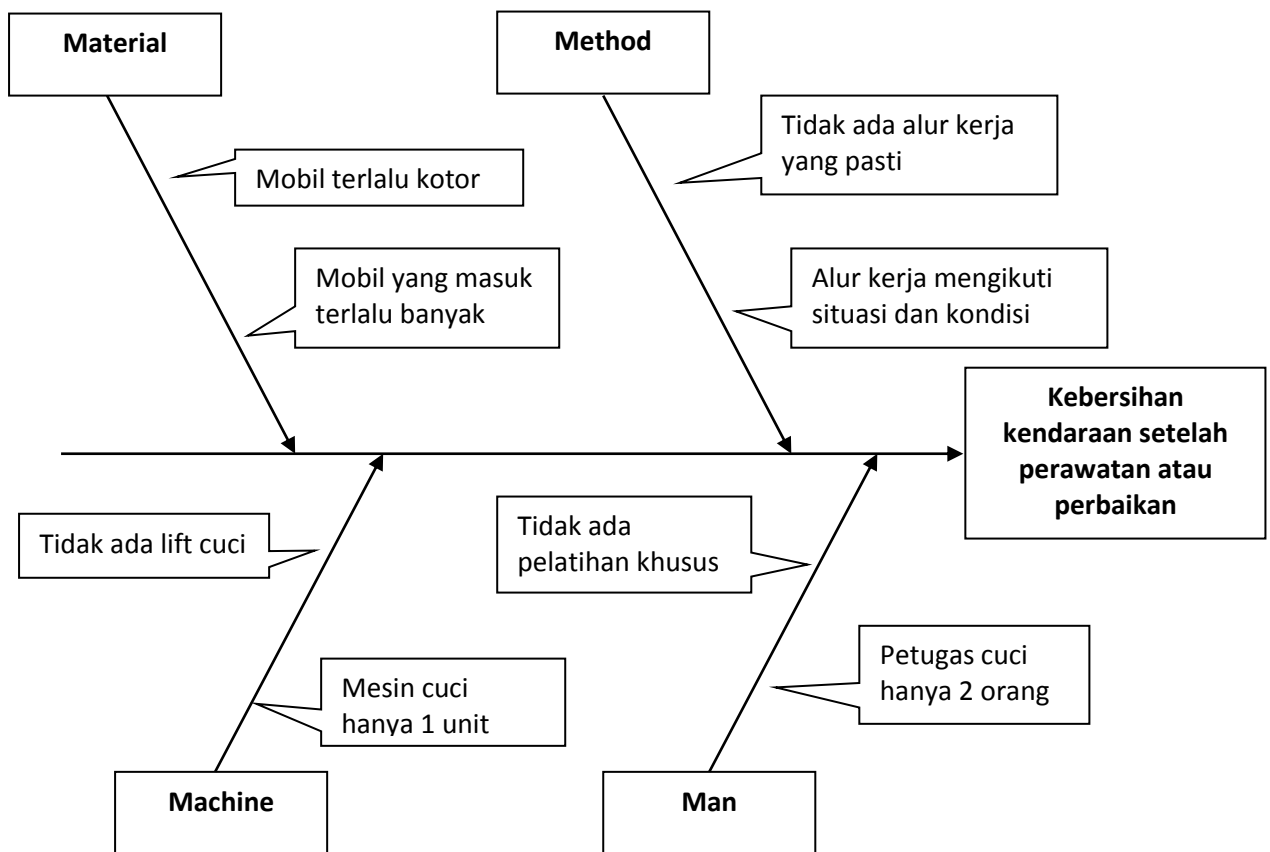 Material
Method
Tidak ada alur kerja
yang pasti
Mobil terlalu kotor
Mobil yang masuk
terlalu banyak
Alur kerja mengikuti
situasi dan kondisi
Kebersihan
kendaraan setelah
perawatan atau
perbaikan
Tidak ada lift cuci
Tidak ada
pelatihan khusus
Mesin cuci
hanya 1 unit
Petugas cuci
hanya 2 orang
Machine
Man